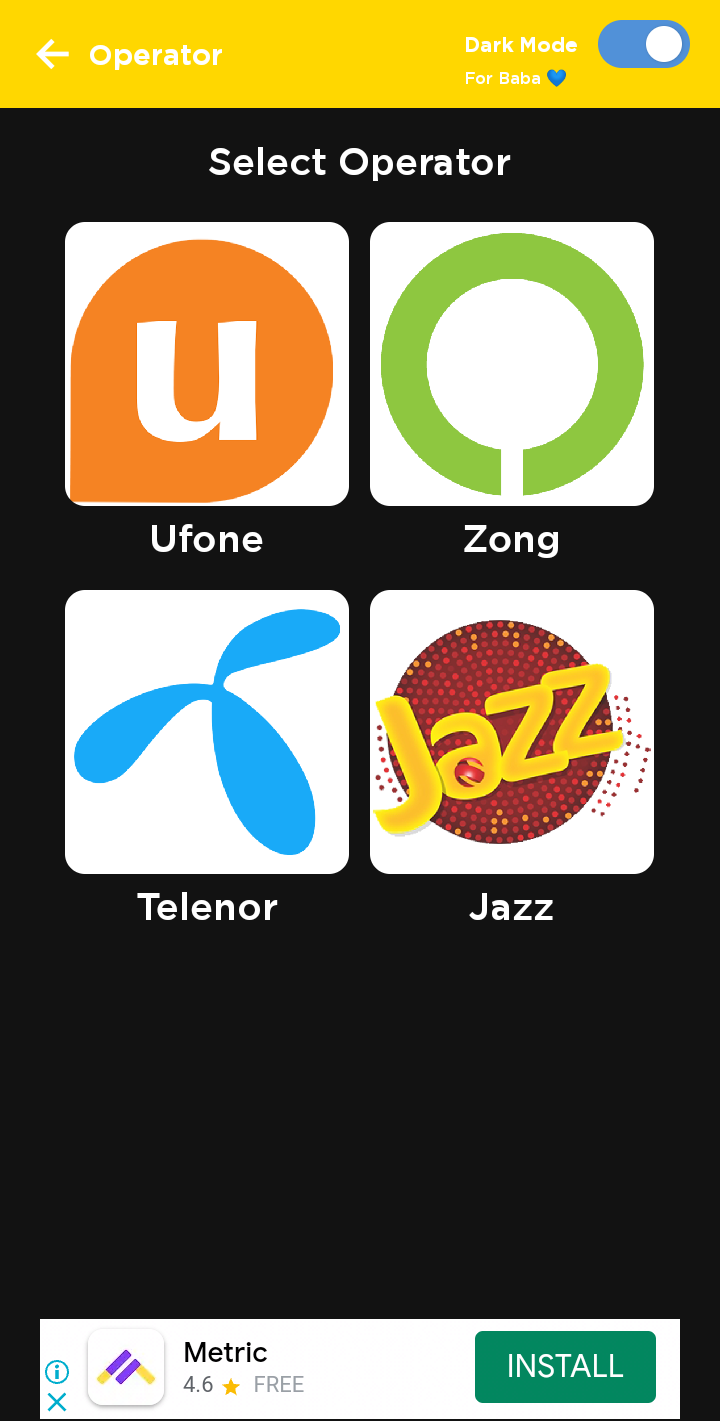 Operator
Dark Mode
For Baba 💙
Select Operator
u
Ufone
Zong
Jazz
Telenor
Jazz
Metric
4.6 ★ FREE
INSTALL